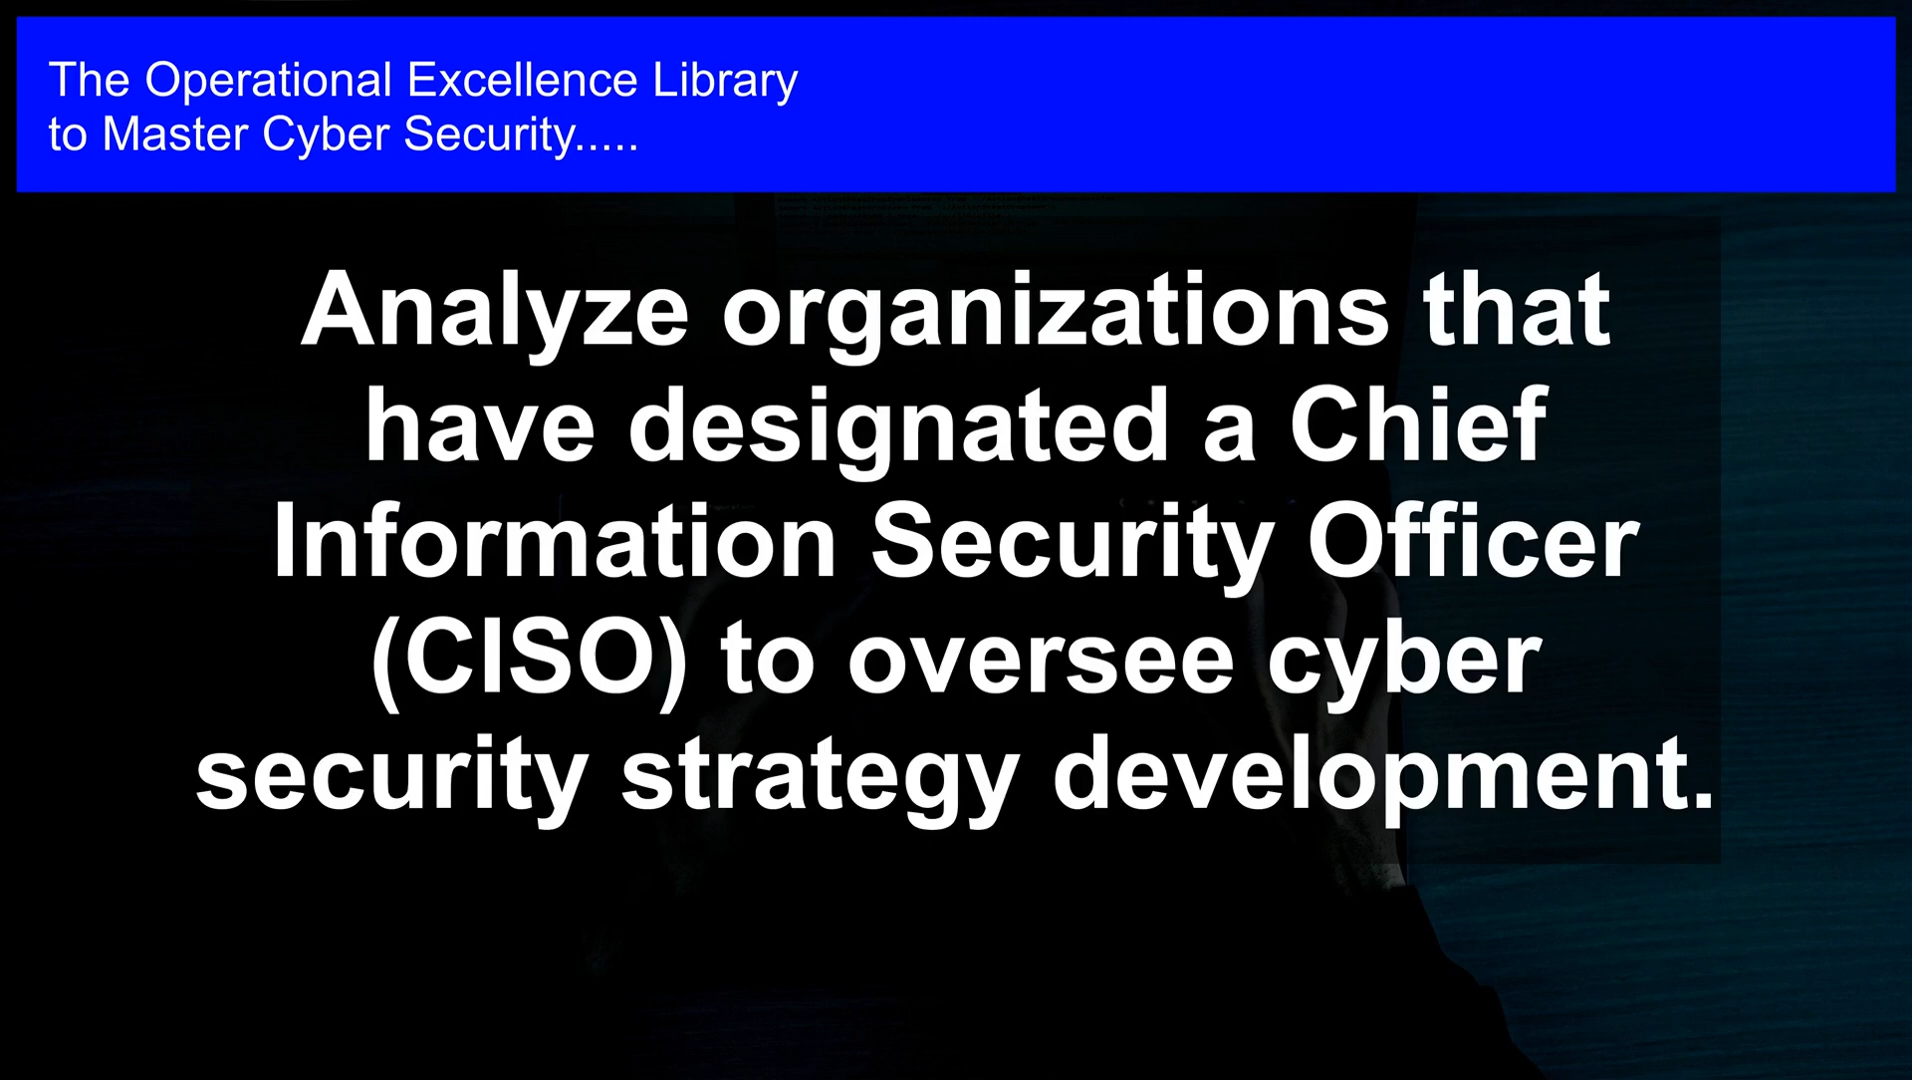 The Operational Excellence Library
to Master Cyber Security.....
Analyze organizations that
have designated a Chief
Information Security Officer
(CISO) to oversee cyber
security strategy development.